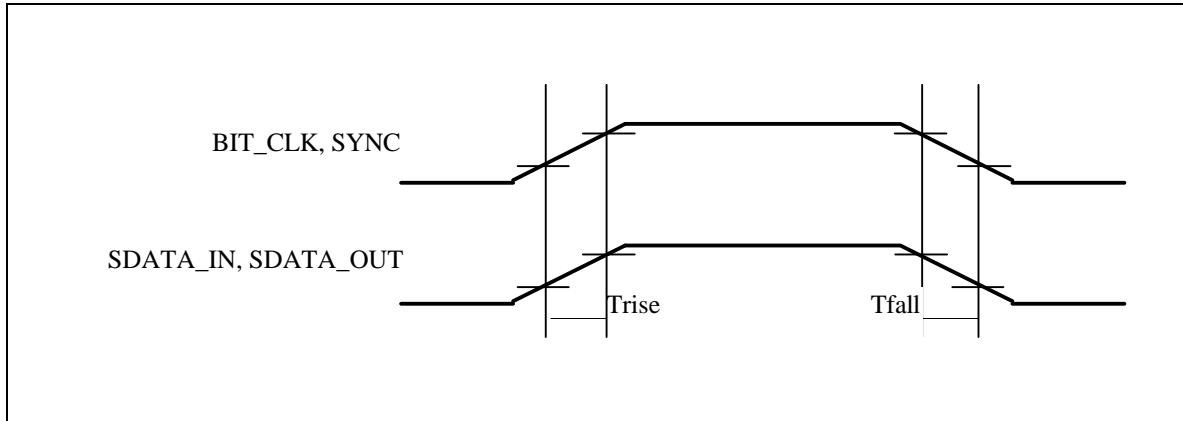 BIT_CLK, SYNC
SDATA_IN, SDATA_OUT
Trise Tfall